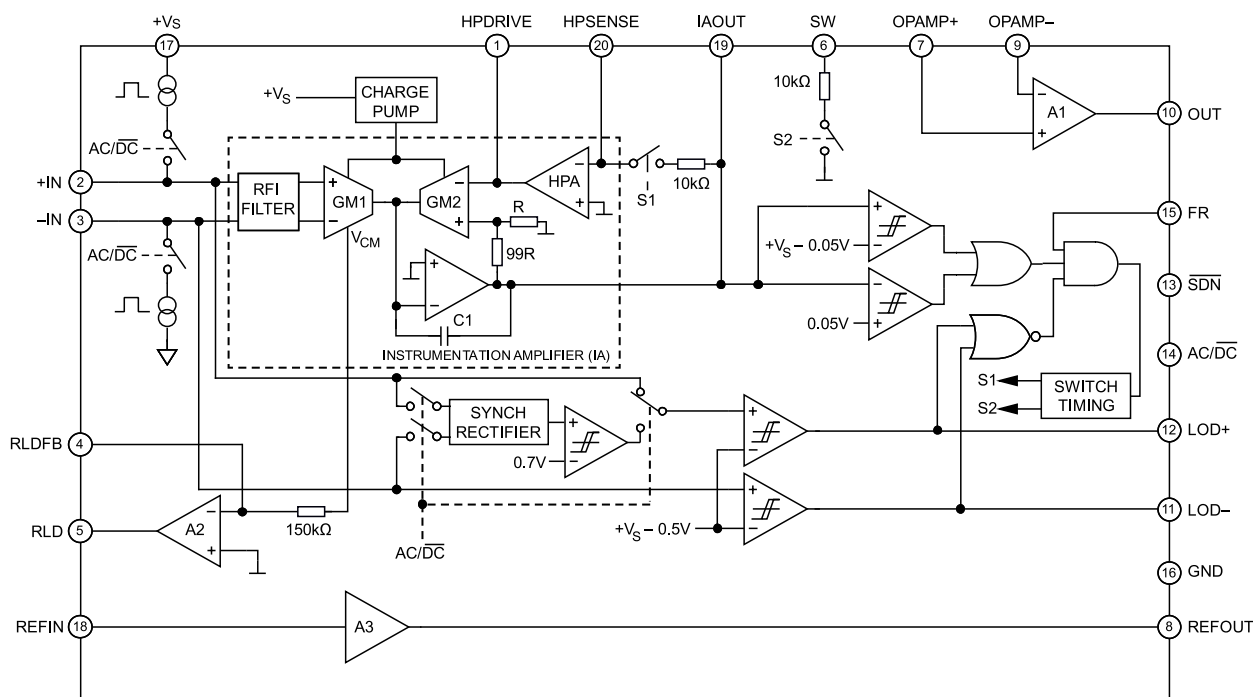 +VS
HPDRIVE
HPSENSE
IAOUT
SW
OPAMP+
OPAMP–
17
1
20
19
6
7
9
+VS
CHARGE
PUMP
10kΩ
A1
10
OUT
AC/DC
S2
+IN
2
–IN
3
RFI
FILTER
GM1
GM2
HPA
S1
10kΩ
R
VCM
99R
15
FR
+VS – 0.05V
AC/DC
13
SDN
C1
0.05V
INSTRUMENTATION AMPLIFIER (IA)
14
AC/DC
S1
S2
SWITCH
TIMING
SYNCH
RECTIFIER
RLDFB
4
0.7V
12
LOD+
RLD
5
A2
150kΩ
+VS – 0.5V
11
LOD–
AC/DC
16
GND
REFIN
18
A3
8
REFOUT